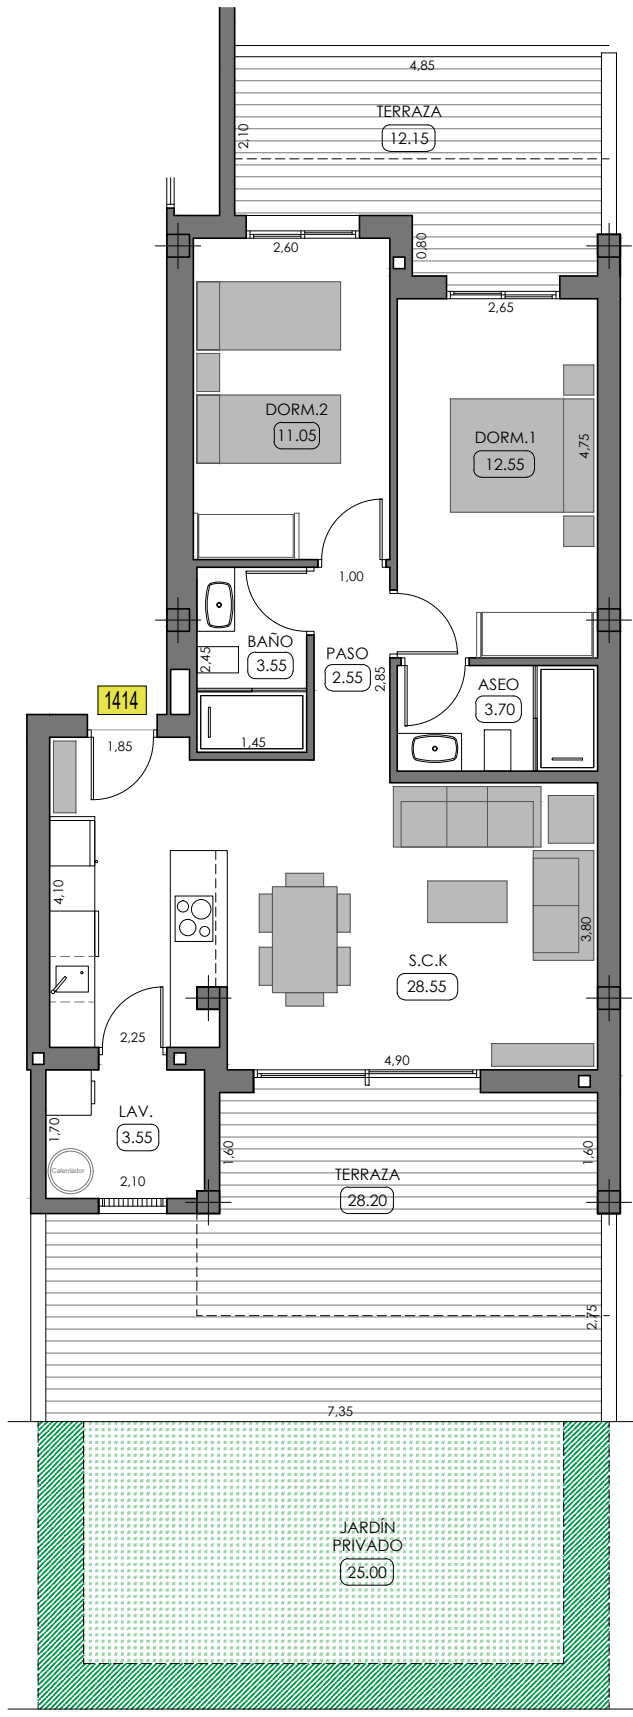 4,85
TERRAZA
12.15
2,10
0,80
2,60
2,65
DORM.2
11.05
DORM.1
12.55
4,75
1,00
BAÑO
3.55
2,45
PASO
2.55
2,85
ASEO
3.70
1414
1,85
1,45
4,10
3,80
S.C.K
28.55
2,25
4,90
LAV.
3.55
1,70
Calentador
2,10
1,60
1,60
TERRAZA
28.20
2,75
7,35
JARDÍN
PRIVADO
25.00